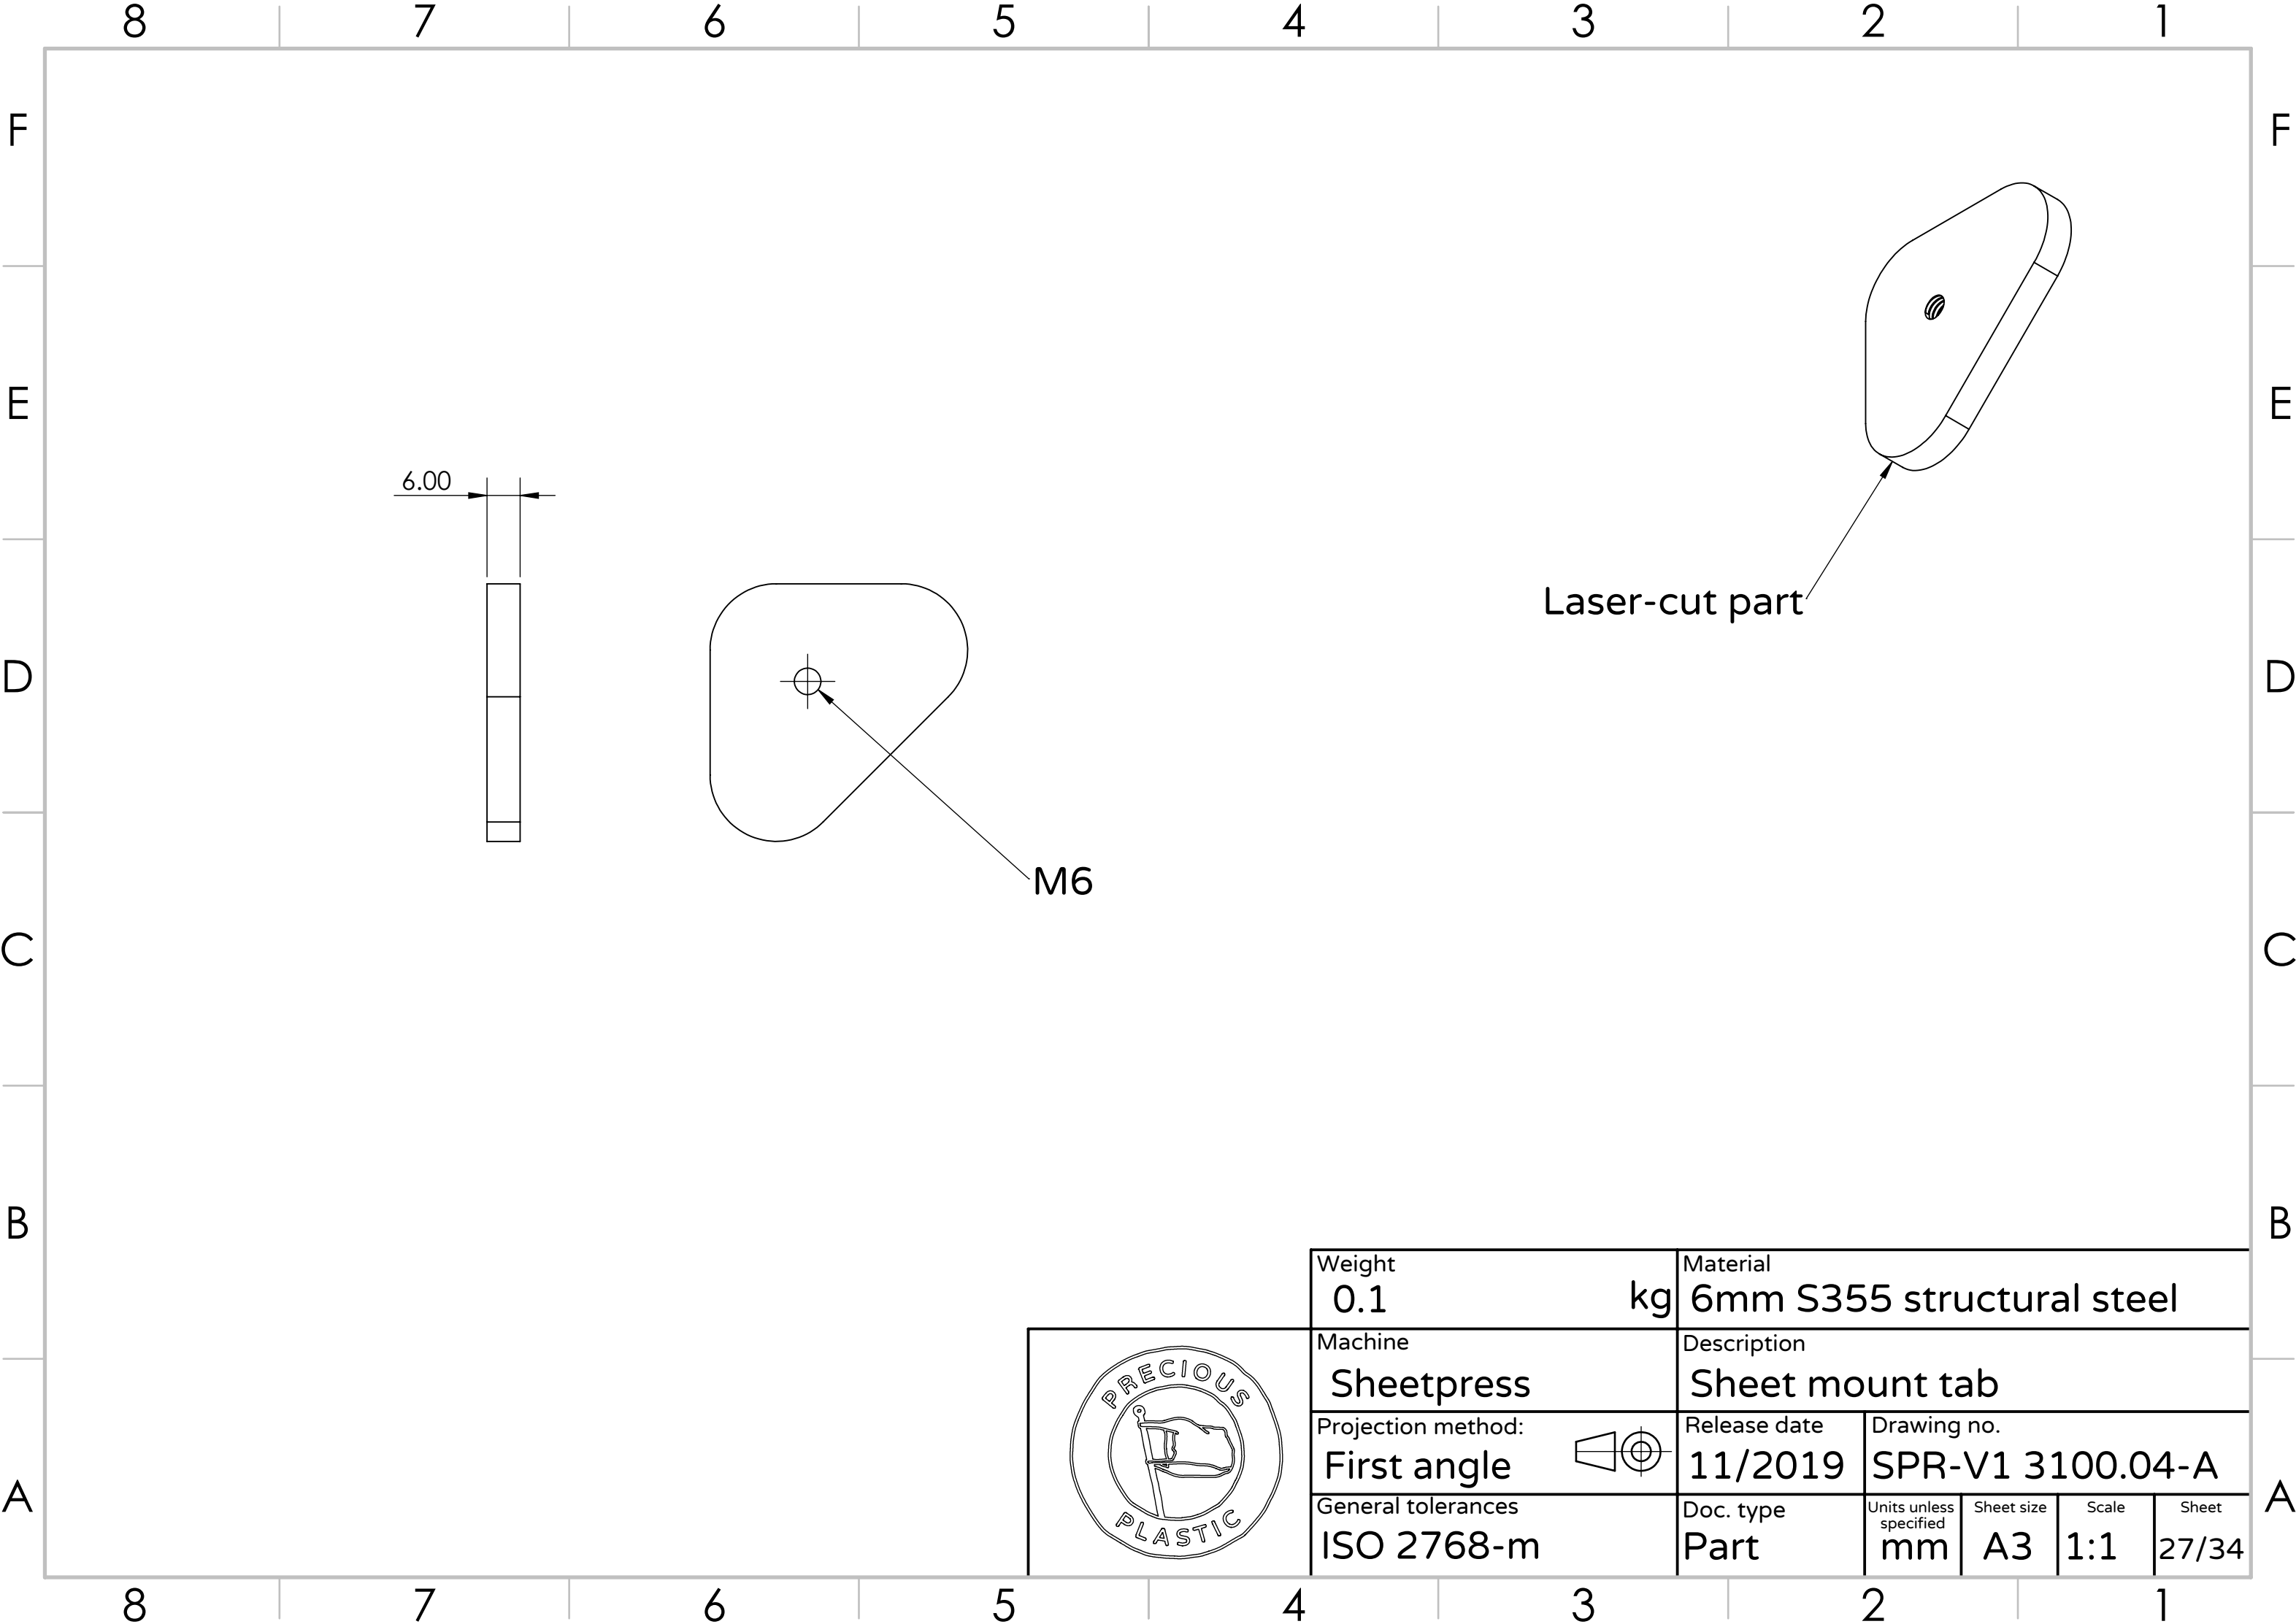 8 7 6 5 4 3 2 1
F F
E E
6.00
Laser-cut part
D D
M6
C C
B B
Weight
0.1 kg
Material
6mm S355 structural steel
Machine
Sheetpress
Description
Sheet mount tab
PRECIOUS
PLASTIC
Projection method:
First angle
Release date
11/2019
Drawing no.
SPR-V1 3100.04-A
A A
General tolerances
ISO 2768-m
Doc. type
Part
Units unless
specified
mm
Sheet size
A3
Scale
1:1
Sheet
27/34
8 7 6 5 4 3 2 1